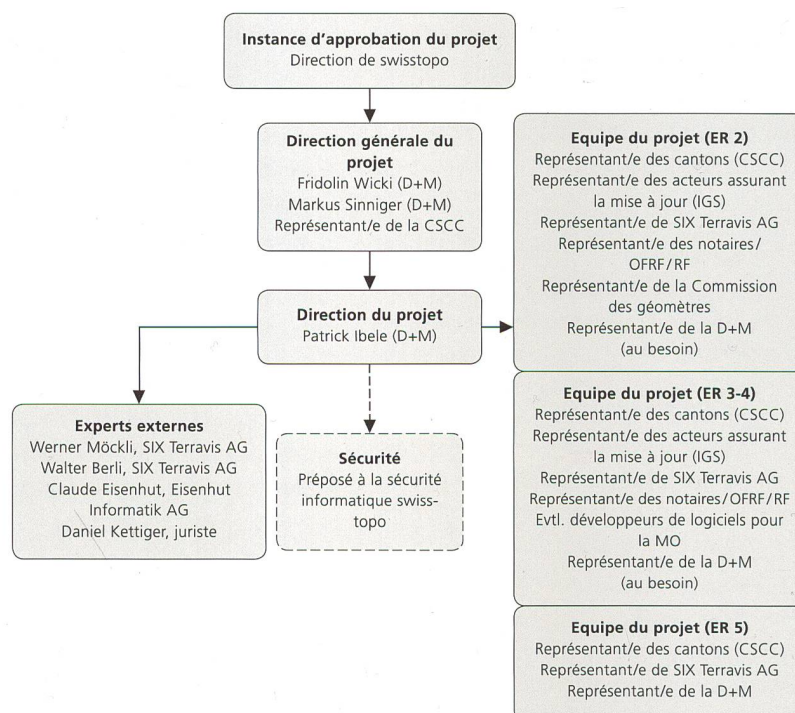 Instance d'approbation du projet
Direction de swisstopo
Direction générale du
projet
Fridolin Wicki (D+M)
Markus Sinniger (D+M)
Représentant/e de la CSCC
Direction du projet
Patrick Ibele (D+M)
Experts externes
Werner Möckli, SIX Terravis AG
Walter Berli, SIX Terravis AG
Claude Eisenhut, Eisenhut
Informatik AG
Daniel Kettiger, juriste
Sécurité
Préposé à la sécurité
informatique swiss-
topo
Equipe du projet (ER 2)
Représentant/e des cantons (CSCC)
Représentant/e des acteurs assurant
la mise à jour (IGS)
Représentant/e de SIX Terravis AG
Représentant/e des notaires/
OFRF/RF
Représentant/e de la Commission
des géomètres
Représentant/e de la D+M
(au besoin)
Equipe du projet (ER 3-4)
Représentant/e des cantons (CSCC)
Représentant/e des acteurs assurant
la mise à jour (IGS)
Représentant/e de SIX Terravis AG
Représentant/e des notaires/OFRF/RF
Evtl. développeurs de logiciels pour
la MO
Représentant/e de la D+M
(au besoin)
Equipe du projet (ER 5)
Représentant/e des cantons (CSCC)
Représentant/e de SIX Terravis AG
Représentant/e de la D+M